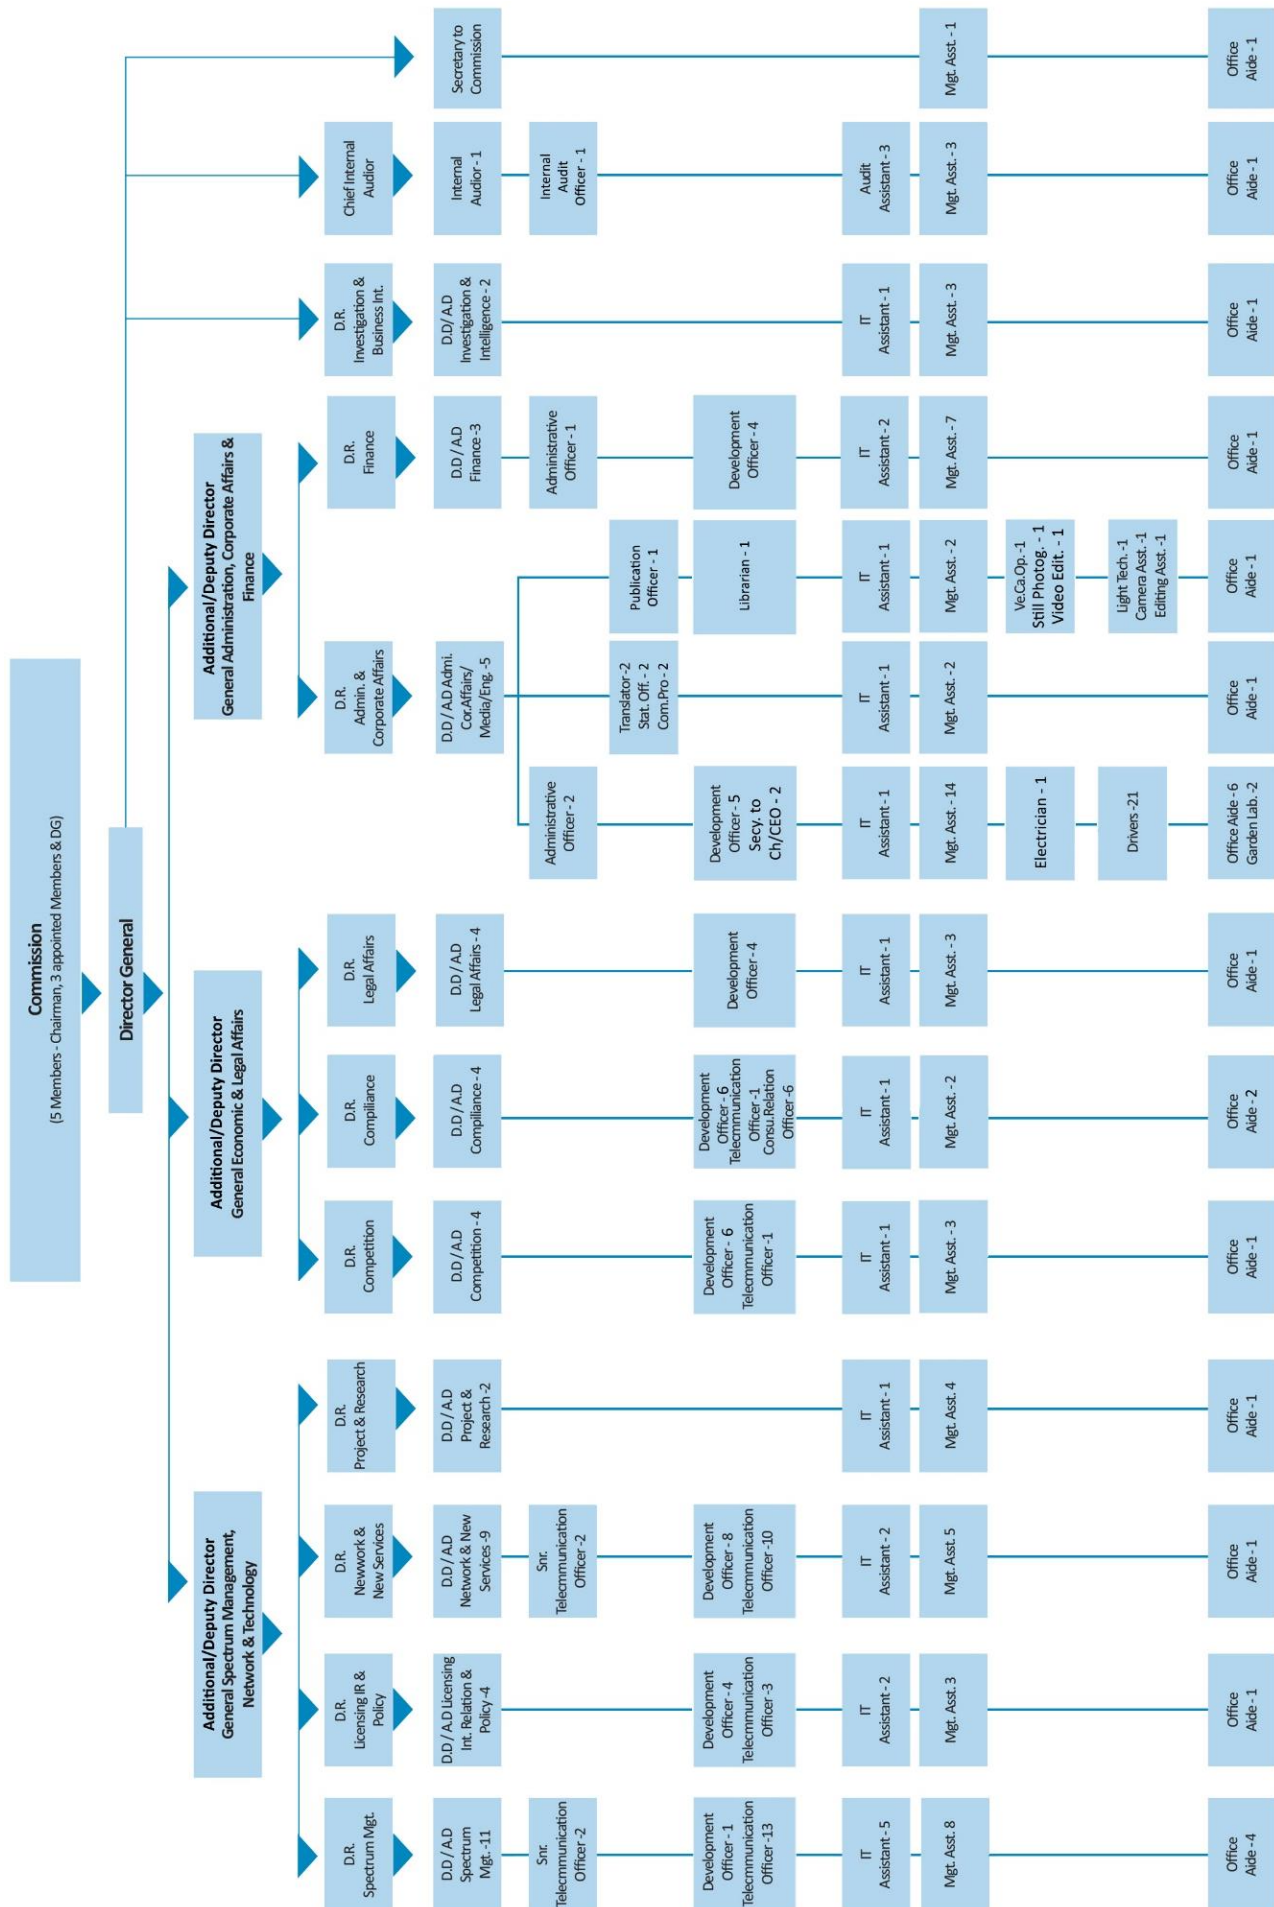 Commission
(5 Members - Chairman, 3 appointed Members & DG)
Director General
Additional/Deputy Director
General Spectrum Management,
Network & Technology
Additional/Deputy Director
General Economic & Legal Affairs
Additional/Deputy Director
General Administration, Corporate Affairs &
Finance
D.R.
Spectrum Mgt.
D.R.
Licensing IR &
Policy
D.R.
Newwork &
New Services
D.R.
Project & Research
D.R.
Competition
D.R.
Compiliance
D.R.
Legal Affairs
D.R.
Admin. &
Corporate Affairs
D.R.
Finance
D.R.
Investigation &
Business Int.
Chief Internal
Audior
D.D / A.D
Spectrum
Mgt. -11
D.D / A.D Licensing
Int. Relation &
Policy -4
D.D / A.D
Network & New
Services -9
D.D / A.D
Project &
Research -2
D.D / A.D
Competition - 4
D.D / A.D
Compiliance - 4
D.D / A.D
Legal Affairs - 4
D.D / A.D Admi.
Cor.Affairs/
Media/Eng. -5
D.D / A.D
Finance -3
D.D/ A.D
Investigation &
Intelligence - 2
Internal
Audior - 1
Secretary to
Commission
Snr.
Telecmmunication
Officer -2
Snr.
Telecmmunication
Officer -2
Administrative
Officer - 2
Administrative
Officer - 1
Internal
Audit
Officer - 1
Translator -2
Stat. Off. - 2
Com.Pro - 2
Publication
Officer - 1
Development
Officer - 1
Telecmmunication
Officer -13
Development
Officer - 4
Telecmmunication
Officer -3
Development
Officer - 8
Telecmmunication
Officer -10
Development
Officer - 6
Telecmmunication
Officer -1
Development
Officer - 6
Telecmmunication
Officer -1
Consu.Relation
Officer -6
Development
Officer - 4
Development
Officer - 5
Secy. to
Ch/CEO - 2
Librarian - 1
Development
Officer - 4
IT
Assistant - 5
IT
Assistant - 2
IT
Assistant - 2
IT
Assistant - 1
IT
Assistant - 1
IT
Assistant - 1
IT
Assistant - 1
IT
Assistant - 1
IT
Assistant - 1
IT
Assistant - 1
IT
Assistant - 2
IT
Assistant - 1
Audit
Assistant - 3
Mgt. Asst. 8
Mgt. Asst. 3
Mgt. Asst. 5
Mgt. Asst. 4
Mgt. Asst. - 3
Mgt. Asst. - 2
Mgt. Asst. - 3
Mgt. Asst. - 14
Mgt. Asst. - 2
Mgt. Asst. - 2
Mgt. Asst. - 7
Mgt. Asst. - 3
Mgt. Asst. - 3
Mgt. Asst. - 1
Electrician - 1
Ve.Ca.Op. -1
Still Photog. - 1
Video Edit. - 1
Drivers -21
Light Tech. -1
Camera Asst. -1
Editing Asst. -1
Office
Aide - 4
Office
Aide - 1
Office
Aide - 1
Office
Aide - 1
Office
Aide - 1
Office
Aide - 2
Office
Aide - 1
Office Aide - 6
Garden Lab. -2
Office
Aide - 1
Office
Aide - 1
Office
Aide - 1
Office
Aide - 1
Office
Aide - 1
Office
Aide - 1